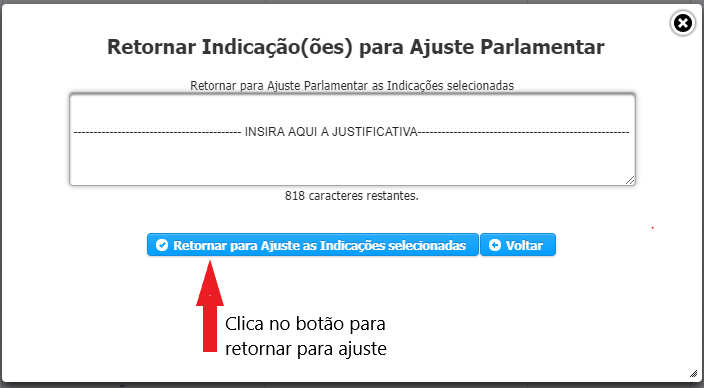 Retornar Indicação(ões) para Ajuste Parlamentar
Retornar para Ajuste Parlamentar as Indicações selecionadas
------------------------------------------ INSIRA AQUI A JUSTIFICATIVA-----------------------------------------------------
818 caracteres restantes.
Retornar para Ajuste as Indicações selecionadas Voltar
Clica no botão para
retornar para ajuste